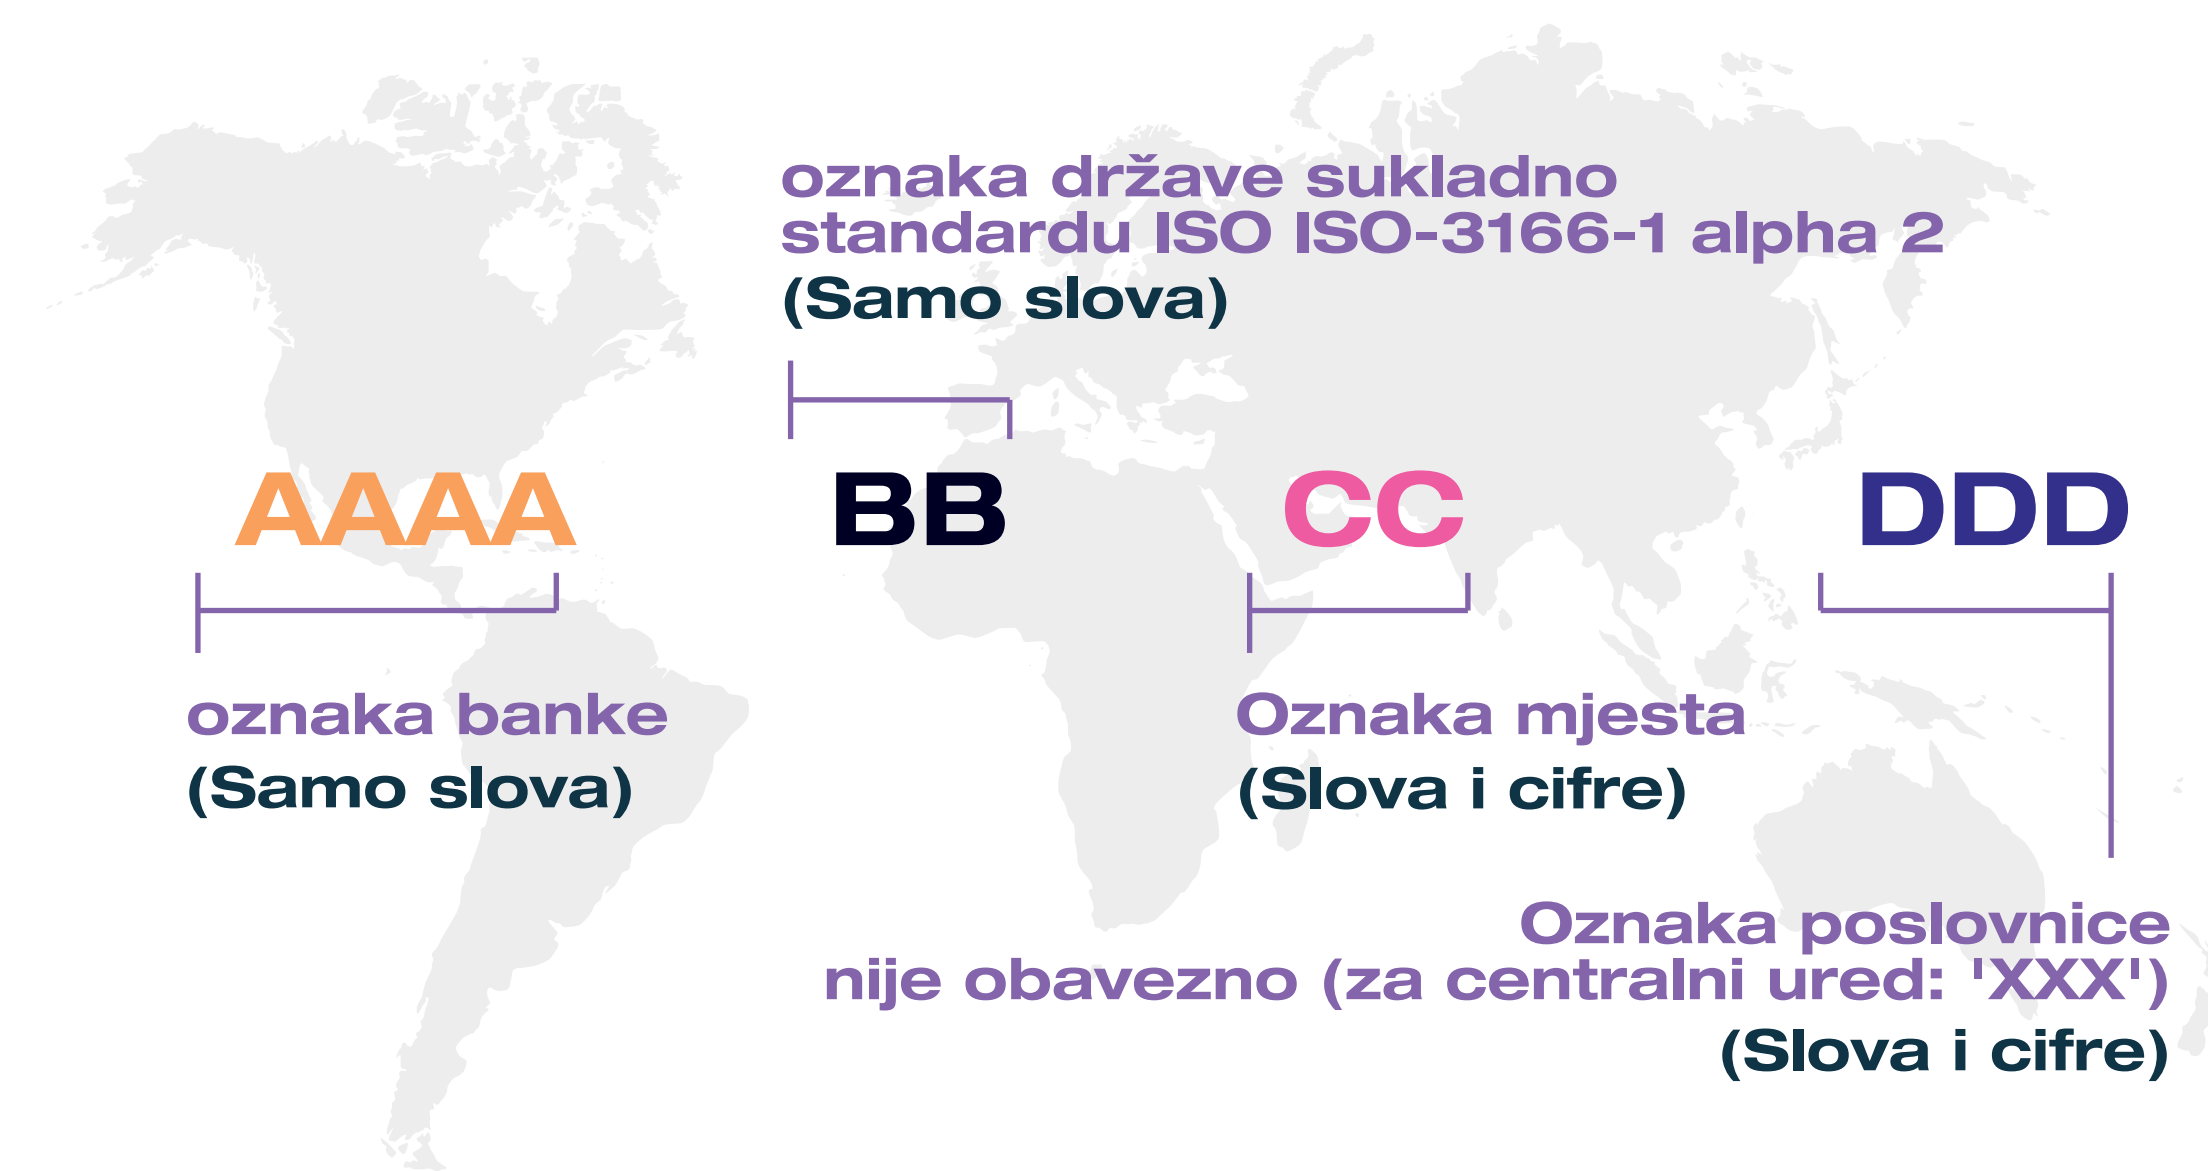 oznaka države sukladno
standardu ISO ISO-3166-1 alpha 2
(Samo slova)
AAAA BB CC DDD
oznaka banke
(Samo slova)
Oznaka mjesta
(Slova i cifre)
Oznaka poslovnice
nije obavezno (za centralni ured: 'XXX')
(Slova i cifre)